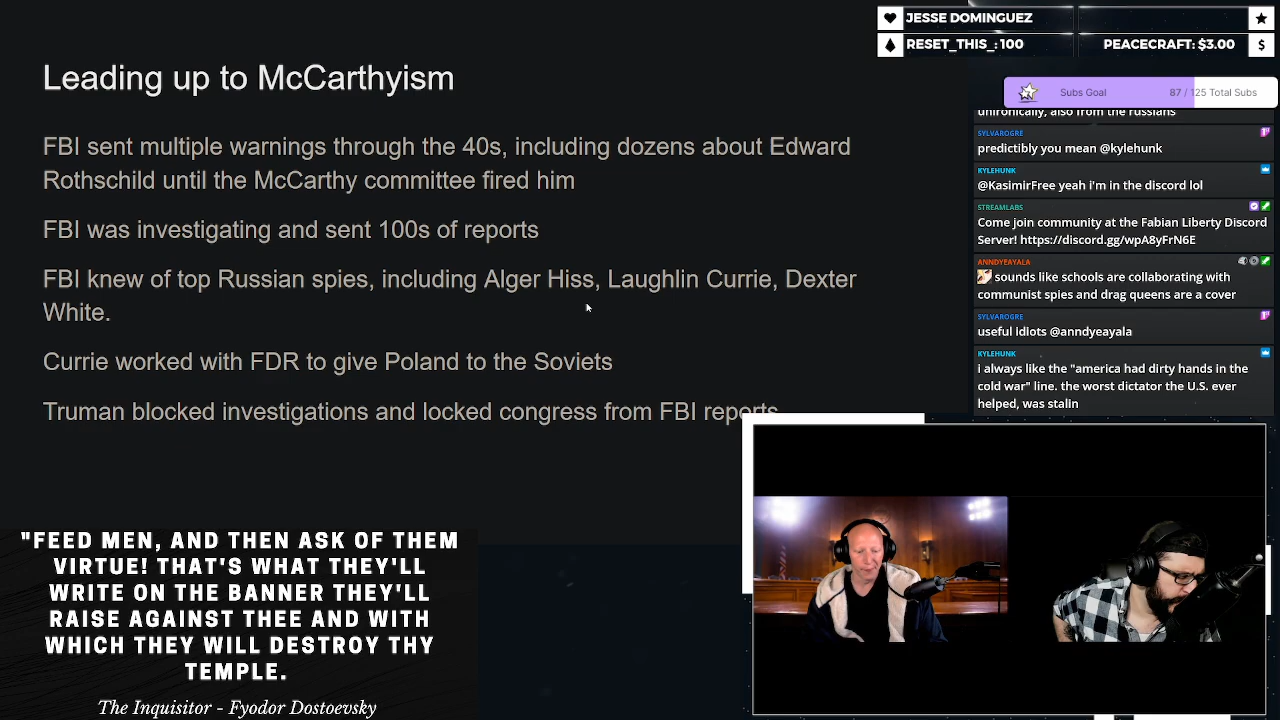 Leading up to McCarthyism
FBI sent multiple warnings through the 40s, including dozens about Edward
Rothschild until the McCarthy committee fired him
FBI was investigating and sent 100s of reports
FBI knew of top Russian spies, including Alger Hiss, Laughlin Currie, Dexter
White.
Currie worked with FDR to give Poland to the Soviets
Truman blocked investigations and locked congress from FBI reports
"FEED MEN, AND THEN ASK OF THEM
VIRTUE! THAT'S WHAT THEY'LL
WRITE ON THE BANNER THEY'LL
RAISE AGAINST THEE AND WITH
WHICH THEY WILL DESTROY THY
TEMPLE.
The Inquisitor - Fyodor Dostoevsky
JESSE DOMINGUEZ
RESET_THIS_: 100
PEACECRAFT: $3.00
$
Subs Goal
87 / 125 Total Subs
unironically, also from the russians
SYLVAROGRE
predictibly you mean @kylehunk
KYLEHUNK
@KasimirFree yeah i'm in the discord lol
STREAMLABS
Come join community at the Fabian Liberty Discord
Server! https://discord.gg/wpA8yFrN6E
ANNDYEAYALA
sounds like schools are collaborating with
communist spies and drag queens are a cover
SYLVAROGRE
useful idiots @anndyeayala
KYLEHUNK
i always like the "america had dirty hands in the
cold war" line. the worst dictator the U.S. ever
helped, was stalin